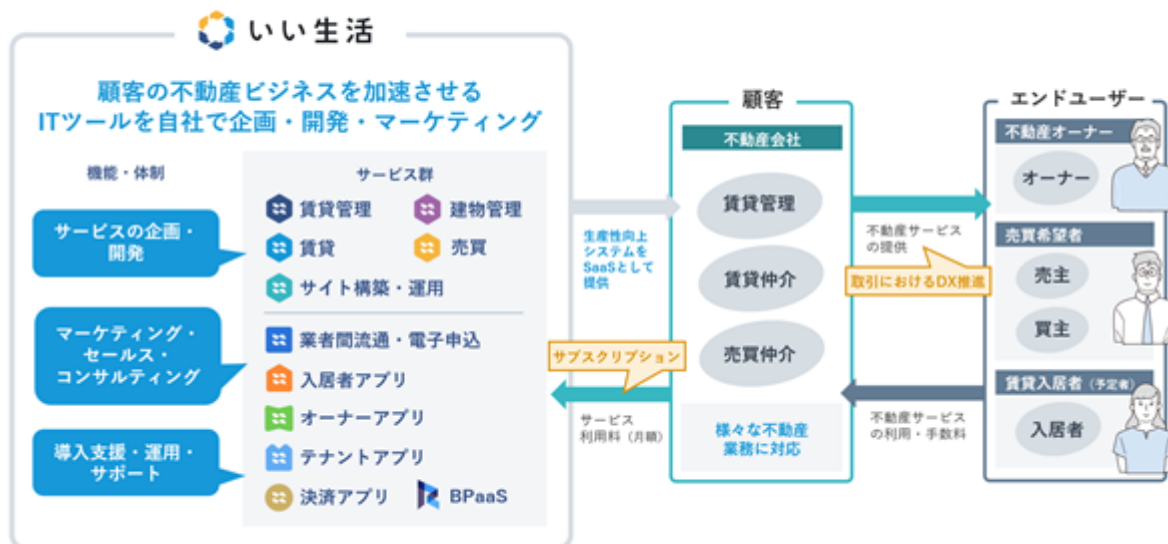 いい生活
顧客の不動産ビジネスを加速させる
ITツールを自社で企画・開発・マーケティング
機能・体制
サービスの企画・
開発
マーケティング・
セールス・
コンサルティング
導入支援・運用・
サポート
サービス群
賃貸管理
建物管理
賃貸
売買
サイト構築・運用
業者間流通・電子申込
入居者アプリ
オーナーアプリ
テナントアプリ
決済アプリ
BPaaS
生産性向上
システムを
SaaSとして
提供
サブスクリプション
サービス
利用料（月額）
顧客
不動産会社
賃貸管理
賃貸仲介
売買仲介
様々な不動産
業務に対応
不動産サービス
の提供
取引におけるDX推進
不動産サービス
の利用・手数料
エンドユーザー
不動産オーナー
オーナー
売買希望者
売主
買主
賃貸入居者（予定者）
入居者